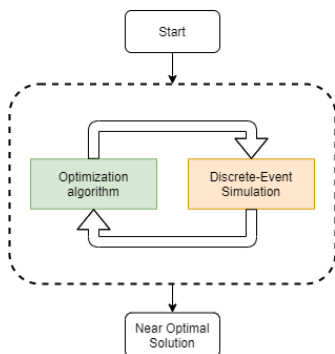 Start
Optimization
algorithm
Discrete-Event
Simulation
Near Optimal
Solution